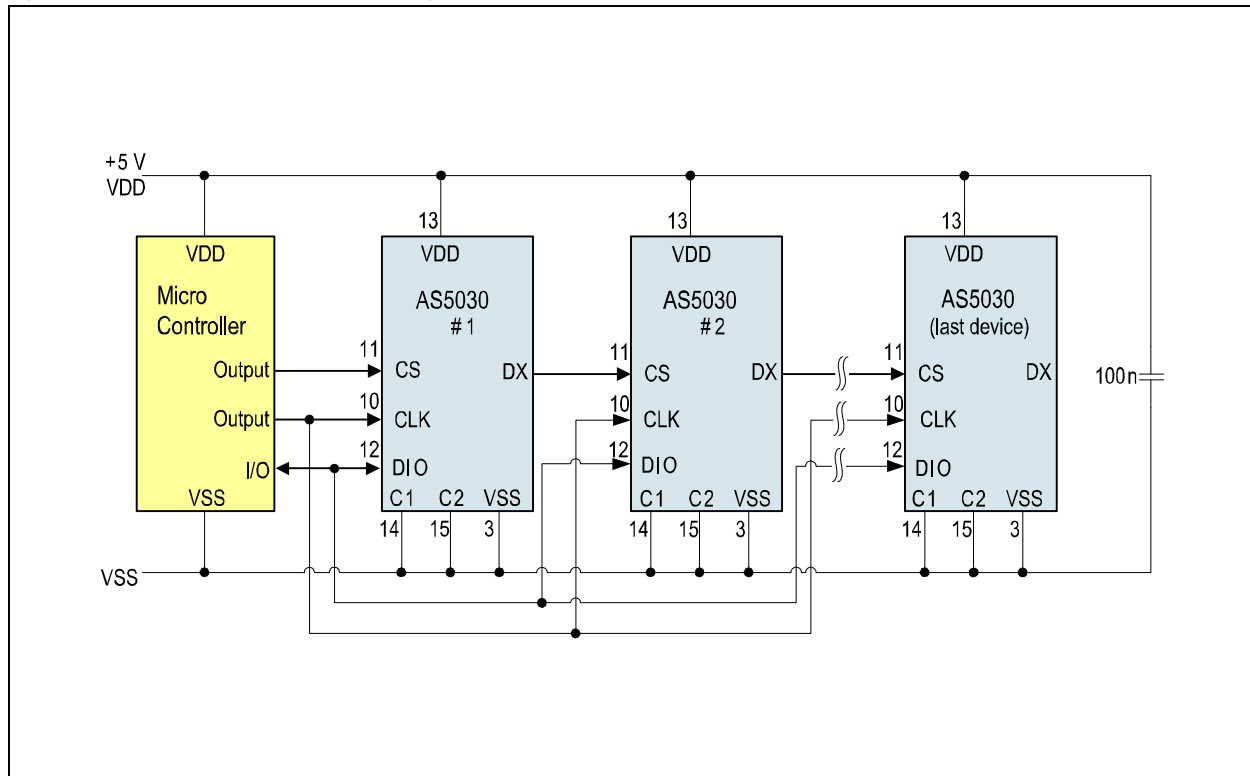 +5 V
VDD
13
13
13
VDD
VDD
VDD
VDD
Micro
Controller
AS5030
# 1
AS5030
# 2
AS5030
(last device)
Output
11
CS
DX
11
CS
DX
11
CS
DX
100n
Output
10
CLK
10
CLK
10
CLK
I/O
12
DIO
12
DIO
12
DIO
VSS
C1
C2
VSS
C1
C2
VSS
C1
C2
VSS
14
15
3
14
15
3
14
15
3
VSS